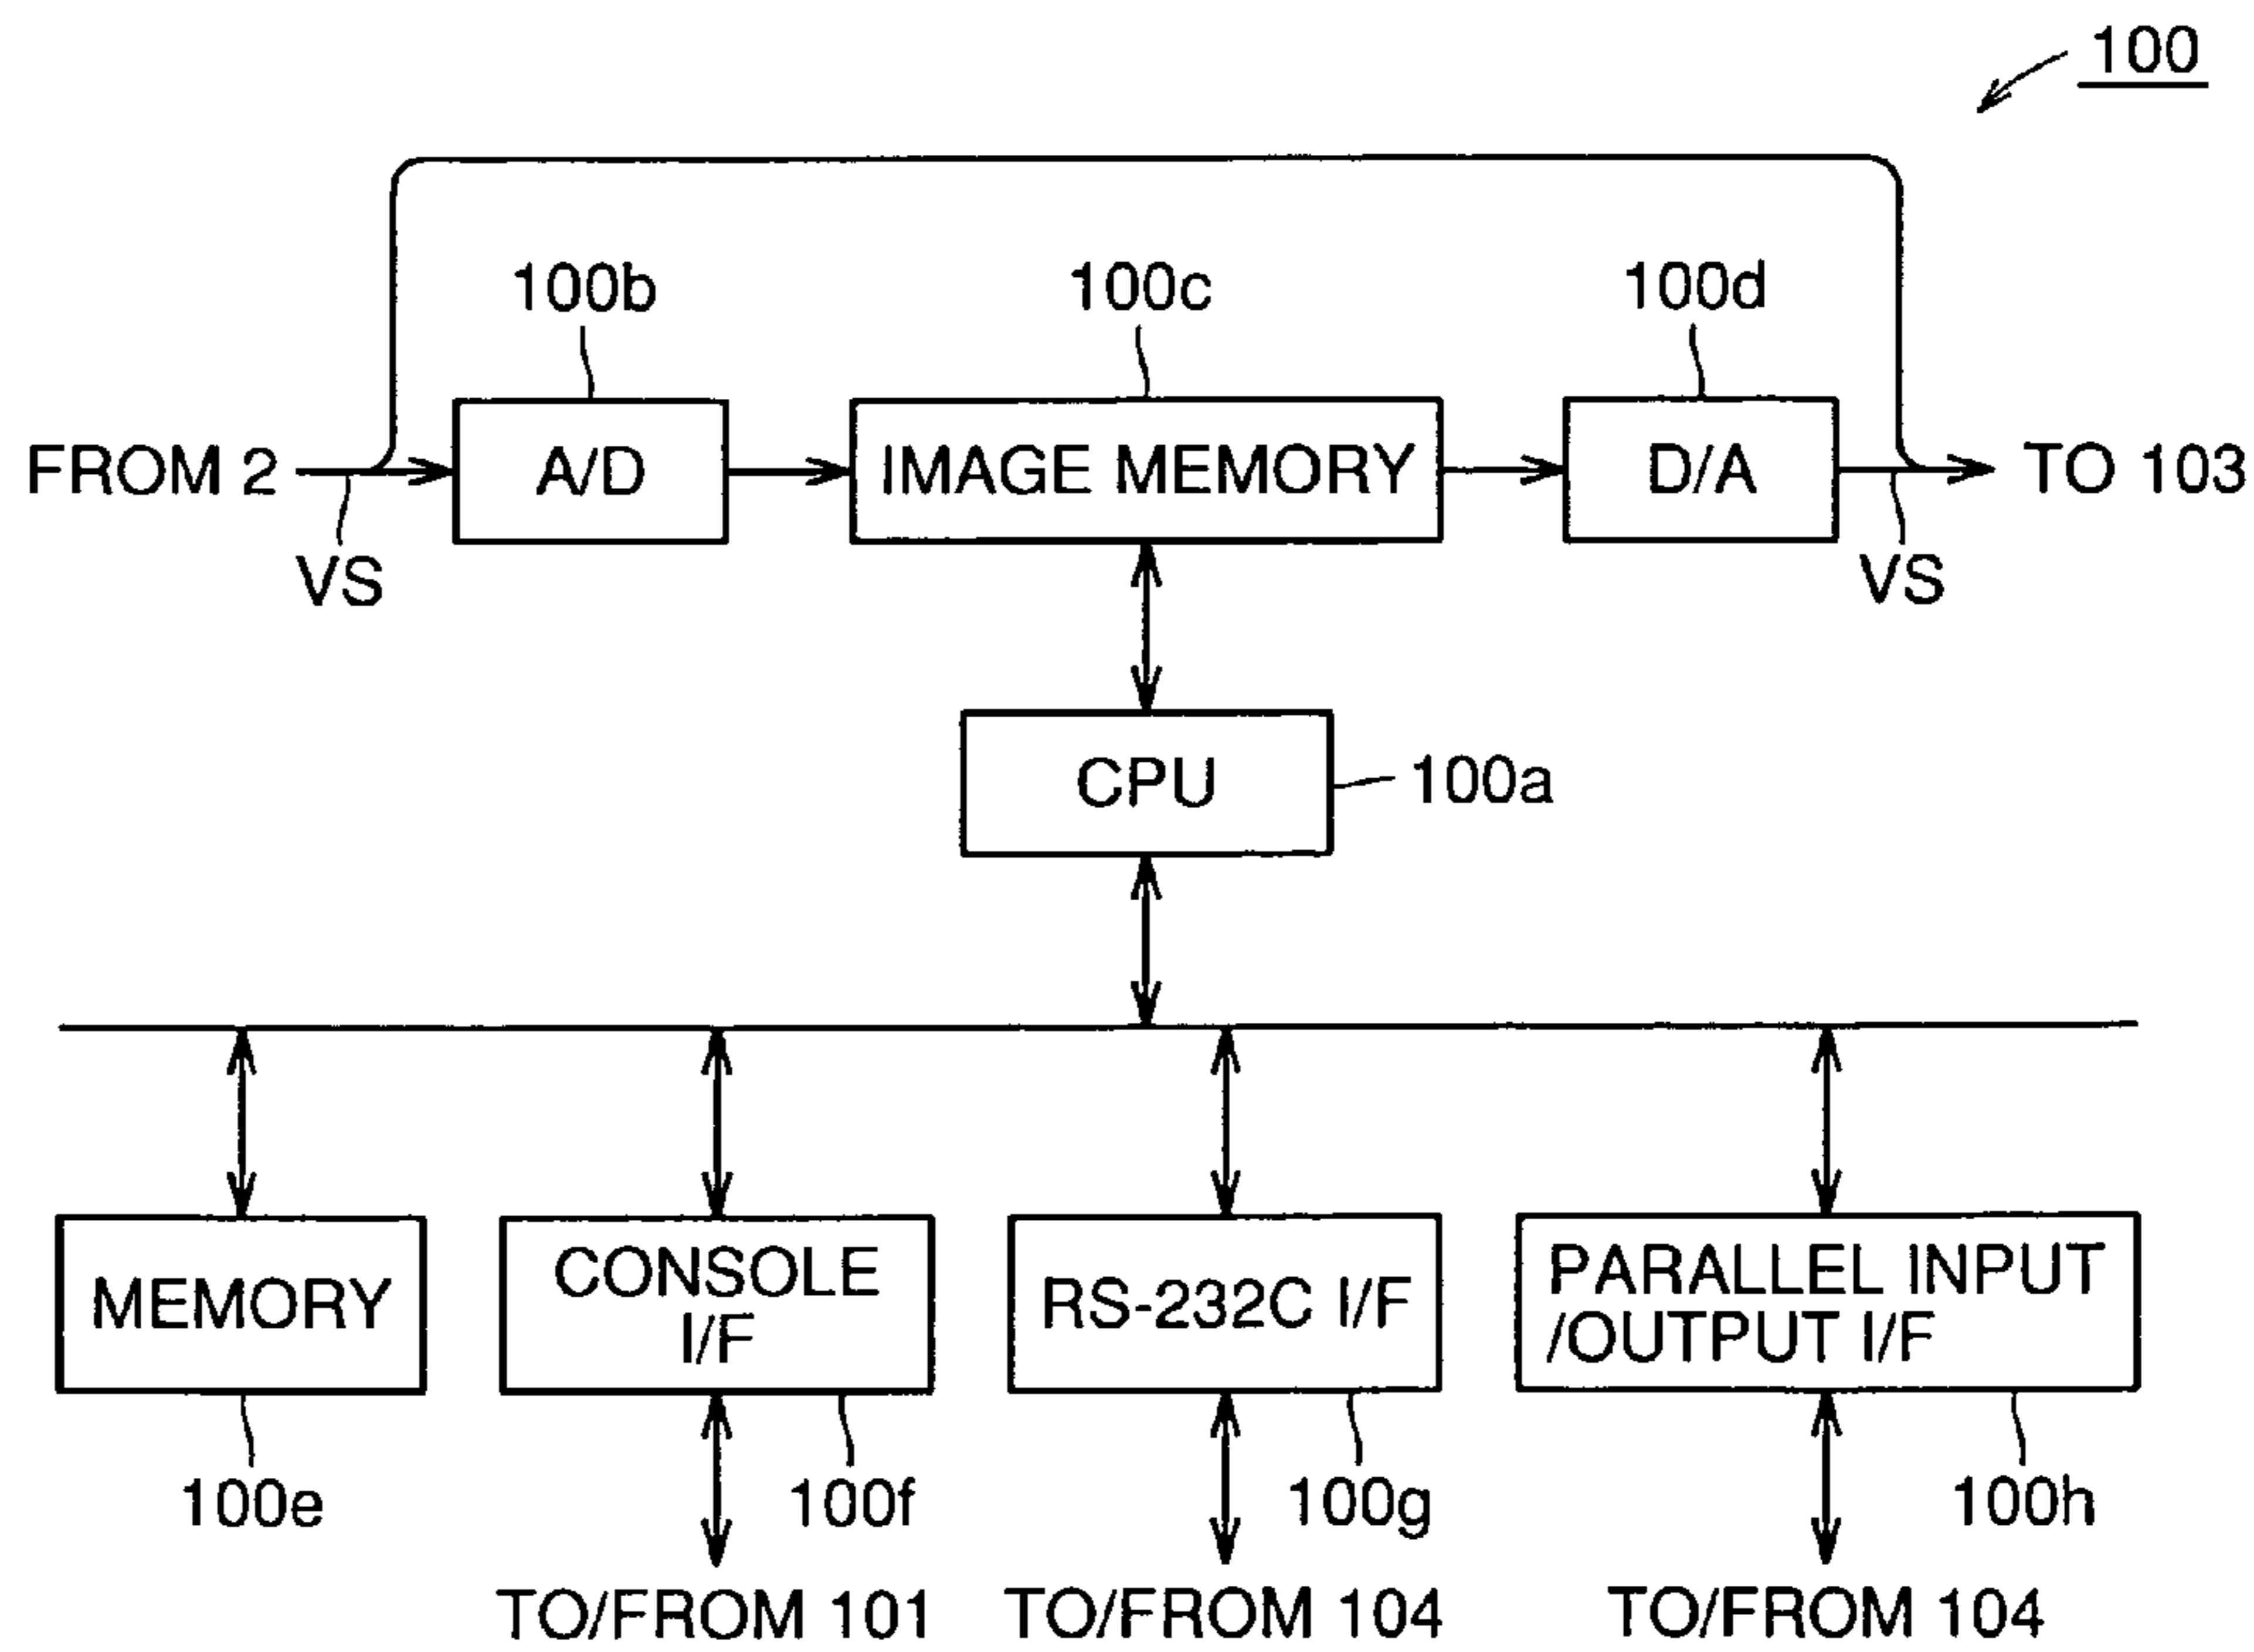 100
100b
100c
100d
FROM 2
A/D
IMAGE MEMORY
D/A
TO 103
VS
VS
CPU
100a
MEMORY
CONSOLE
I/F
RS-232C I/F
PARALLEL INPUT
/OUTPUT I/F
100e
100f
100g
100h
TO/FROM 101
TO/FROM 104
TO/FROM 104